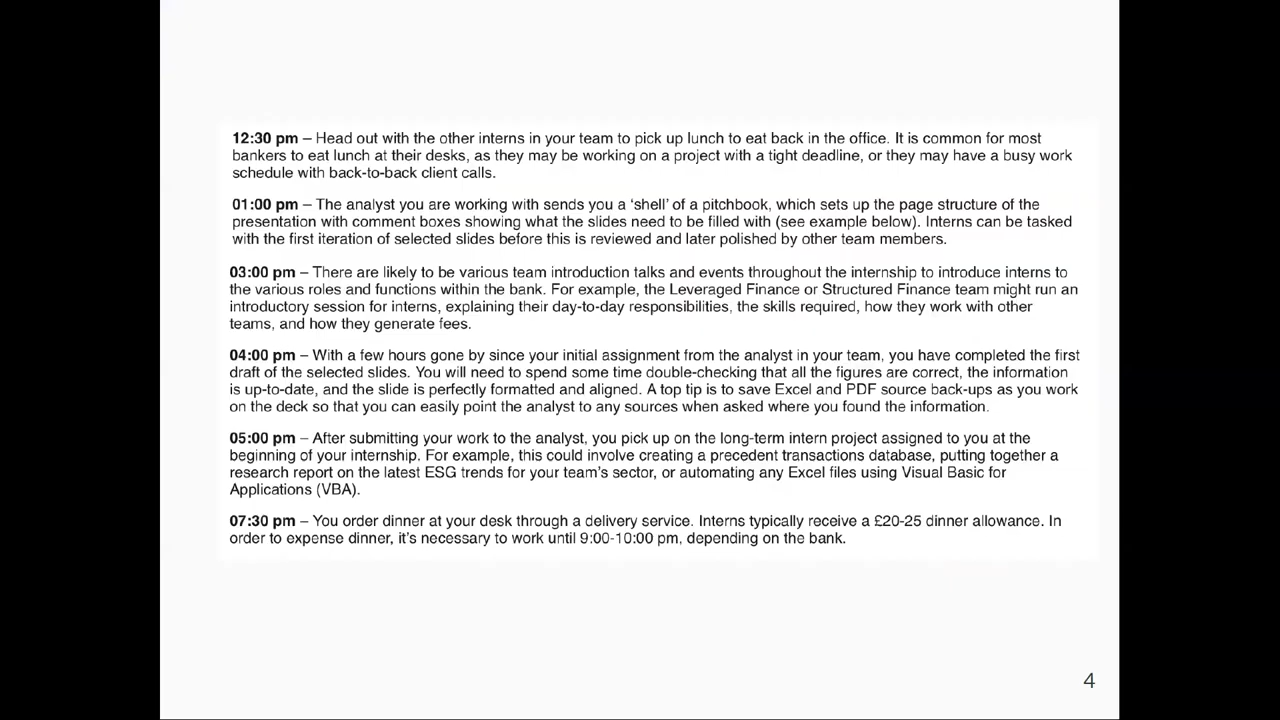 12:30 pm – Head out with the other interns in your team to pick up lunch to eat back in the office. It is common for most
bankers to eat lunch at their desks, as they may be working on a project with a tight deadline, or they may have a busy work
schedule with back-to-back client calls.
01:00 pm – The analyst you are working with sends you a ‘shell’ of a pitchbook, which sets up the page structure of the
presentation with comment boxes showing what the slides need to be filled with (see example below). Interns can be tasked
with the first iteration of selected slides before this is reviewed and later polished by other team members.
03:00 pm – There are likely to be various team introduction talks and events throughout the internship to introduce interns to
the various roles and functions within the bank. For example, the Leveraged Finance or Structured Finance team might run an
introductory session for interns, explaining their day-to-day responsibilities, the skills required, how they work with other
teams, and how they generate fees.
04:00 pm – With a few hours gone by since your initial assignment from the analyst in your team, you have completed the first
draft of the selected slides. You will need to spend some time double-checking that all the figures are correct, the information
is up-to-date, and the slide is perfectly formatted and aligned. A top tip is to save Excel and PDF source back-ups as you work
on the deck so that you can easily point the analyst to any sources when asked where you found the information.
05:00 pm – After submitting your work to the analyst, you pick up on the long-term intern project assigned to you at the
beginning of your internship. For example, this could involve creating a precedent transactions database, putting together a
research report on the latest ESG trends for your team’s sector, or automating any Excel files using Visual Basic for
Applications (VBA).
07:30 pm – You order dinner at your desk through a delivery service. Interns typically receive a £20-25 dinner allowance. In
order to expense dinner, it’s necessary to work until 9:00-10:00 pm, depending on the bank.
4